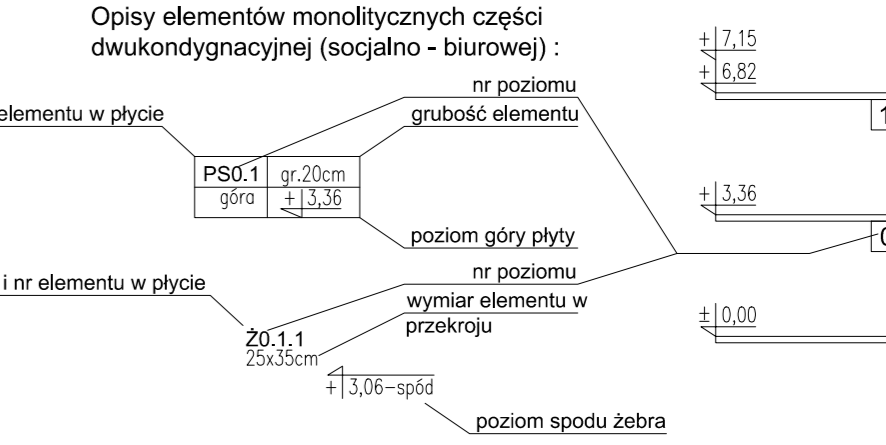 Opisy elementów monolitycznych części
dwukondygnacyjnej (socjalno - biurowej) :
nr poziomu
elementu w płycie
grubość elementu
PS0.1 gr.20cm
góra + 3,36
poziom góry płyty
i nr elementu w płycie
nr poziomu
wymiar elementu w
przekroju
Ż0.1.1
25x35cm
+ 3,06-spód
poziom spodu żebra
+ 7,15
+ 6,82
1
+ 3,36
± 0,00